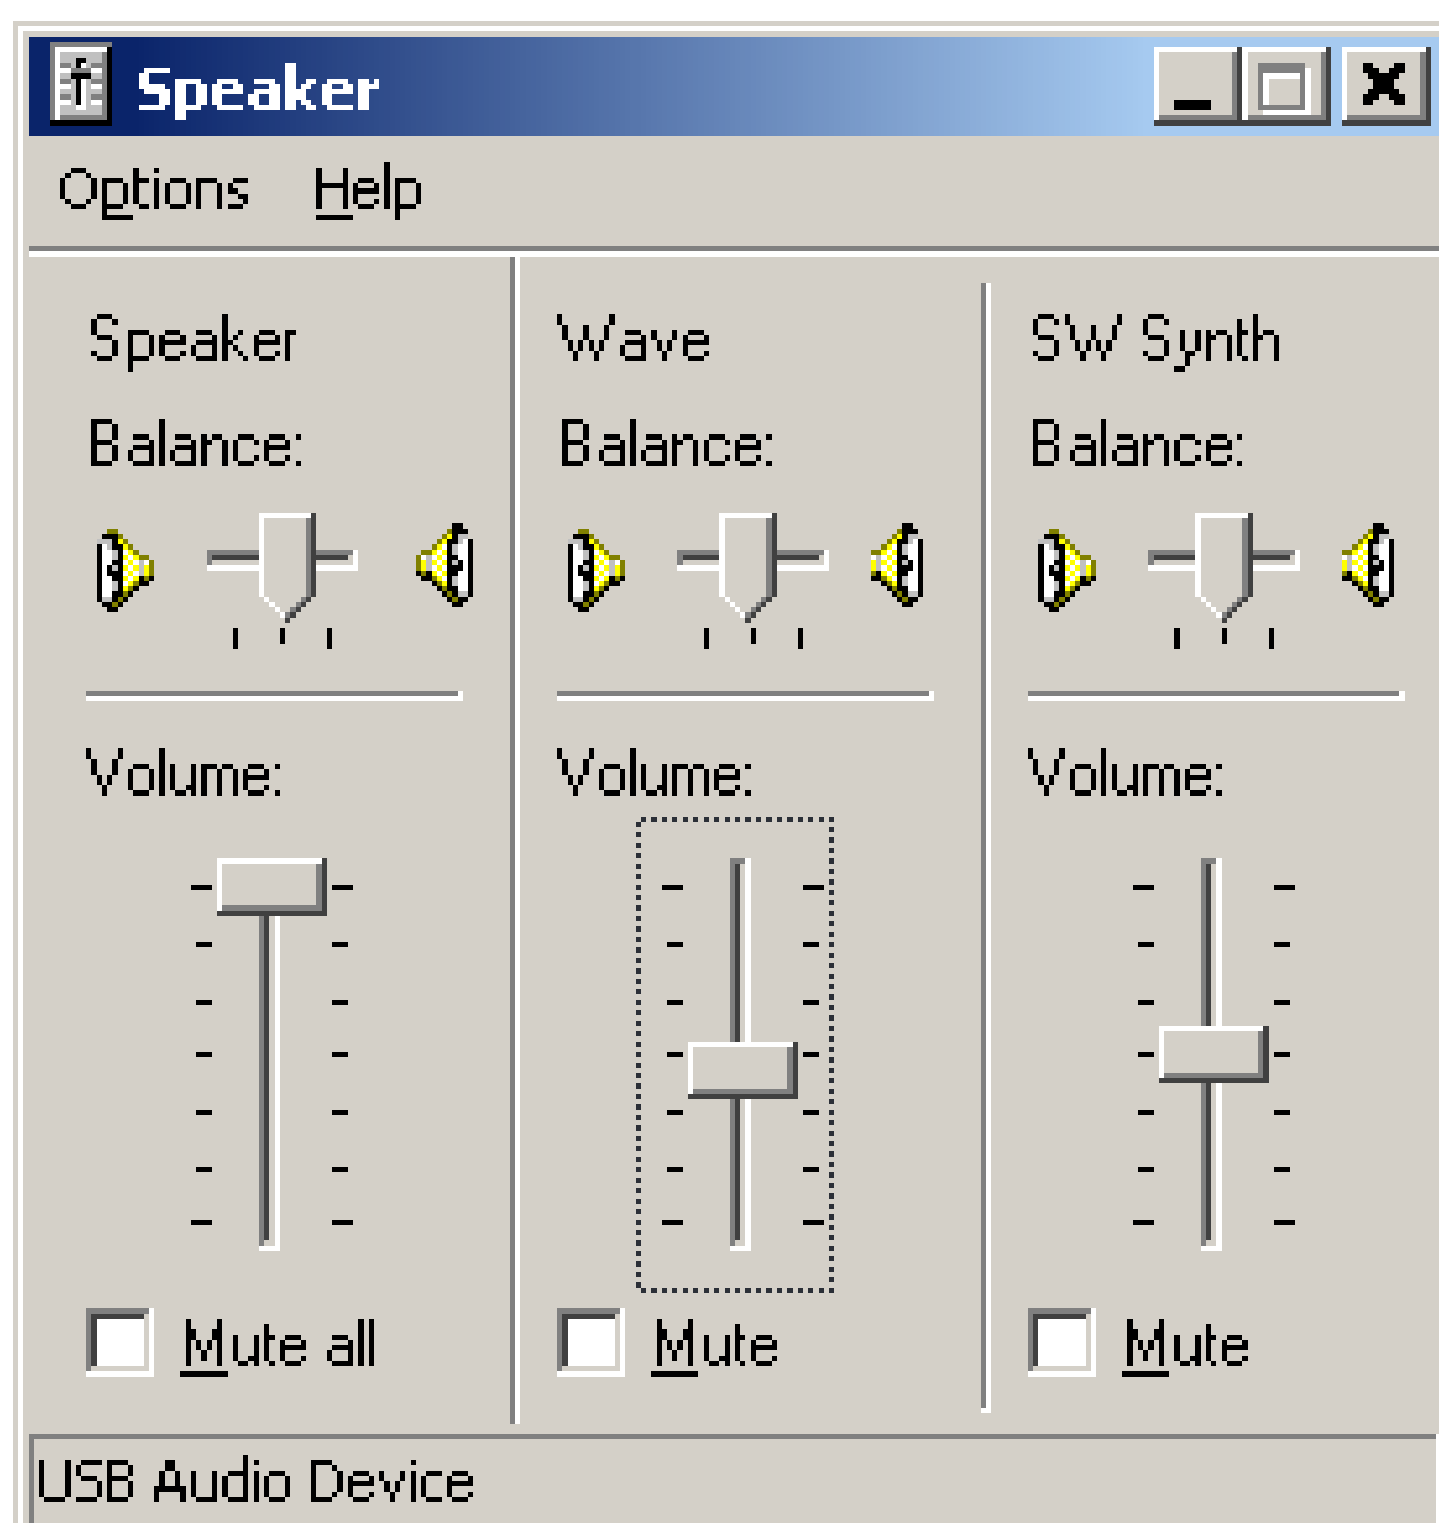 Speaker
Options Help
Speaker Wave SW Synth
Balance: Balance: Balance:
Volume: Volume: Volume:
Mute all Mute Mute
USB Audio Device